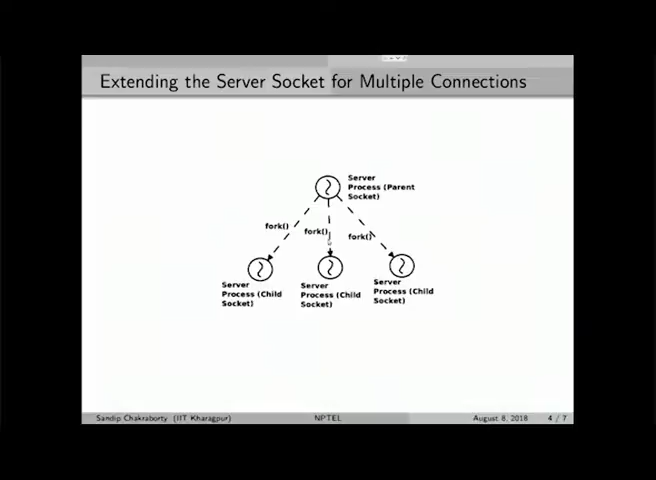 Extending the Server Socket for Multiple Connections
Server
Process (Parent
Socket)
fork()
fork()
fork()
Server
Process (Child
Socket)
Server
Process (Child
Socket)
Server
Process (Child
Socket)
Sandip Chakraborty (IIT Kharagpur)
NPTEL
August 8, 2018
4 / 7